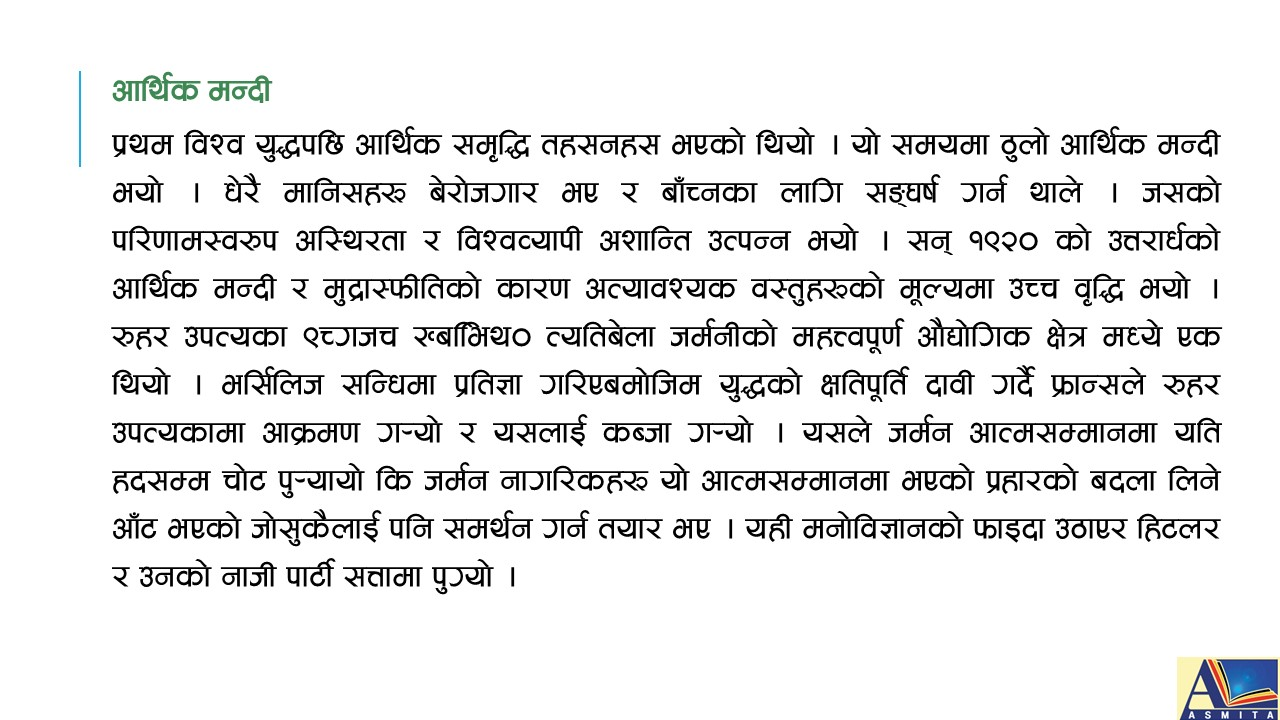 आर्थिक मन्दी
प्रथम विश्व युद्धपछि आर्थिक समृद्धि तहसनहस भएको थियो । यो समयमा ठुलो आर्थिक मन्दी
भयो । धेरै मानिसहरू बेरोजगार भए र बाँच्नका लागि सङ्घर्ष गर्न थाले । जसको
परिणामस्वरुप अस्थिरता र विश्वव्यापी अशान्ति उत्पन्न भयो । सन् १९२० को उत्तरार्धको
आर्थिक मन्दी र मुद्रास्फीतिको कारण अत्यावश्यक वस्तुहरूको मूल्यमा उच्च वृद्धि भयो ।
रुहर उपत्यका ९च्गजच ख्बििभथ० त्यतिबेला जर्मनीको महत्त्वपूर्ण औद्योगिक क्षेत्र मध्ये एक
थियो । भर्सिलिज सन्धिमा प्रतिज्ञा गरिएबमोजिम युद्धको क्षतिपूर्ति दावी गर्दै फ्रान्सले रुहर
उपत्यकामा आक्रमण गर्‍यो र यसलाई कब्जा गर्‍यो । यसले जर्मन आत्मसम्मानमा यति
हदसम्म चोट पुर्‍यायो कि जर्मन नागरिकहरू यो आत्मसम्मानमा भएको प्रहारको बदला लिने
आँट भएको जोसुकैलाई पनि समर्थन गर्न तयार भए । यही मनोविज्ञानको फाइदा उठाएर हिटलर
र उनको नाजी पार्टी सत्तामा पुग्यो ।
ASMITA